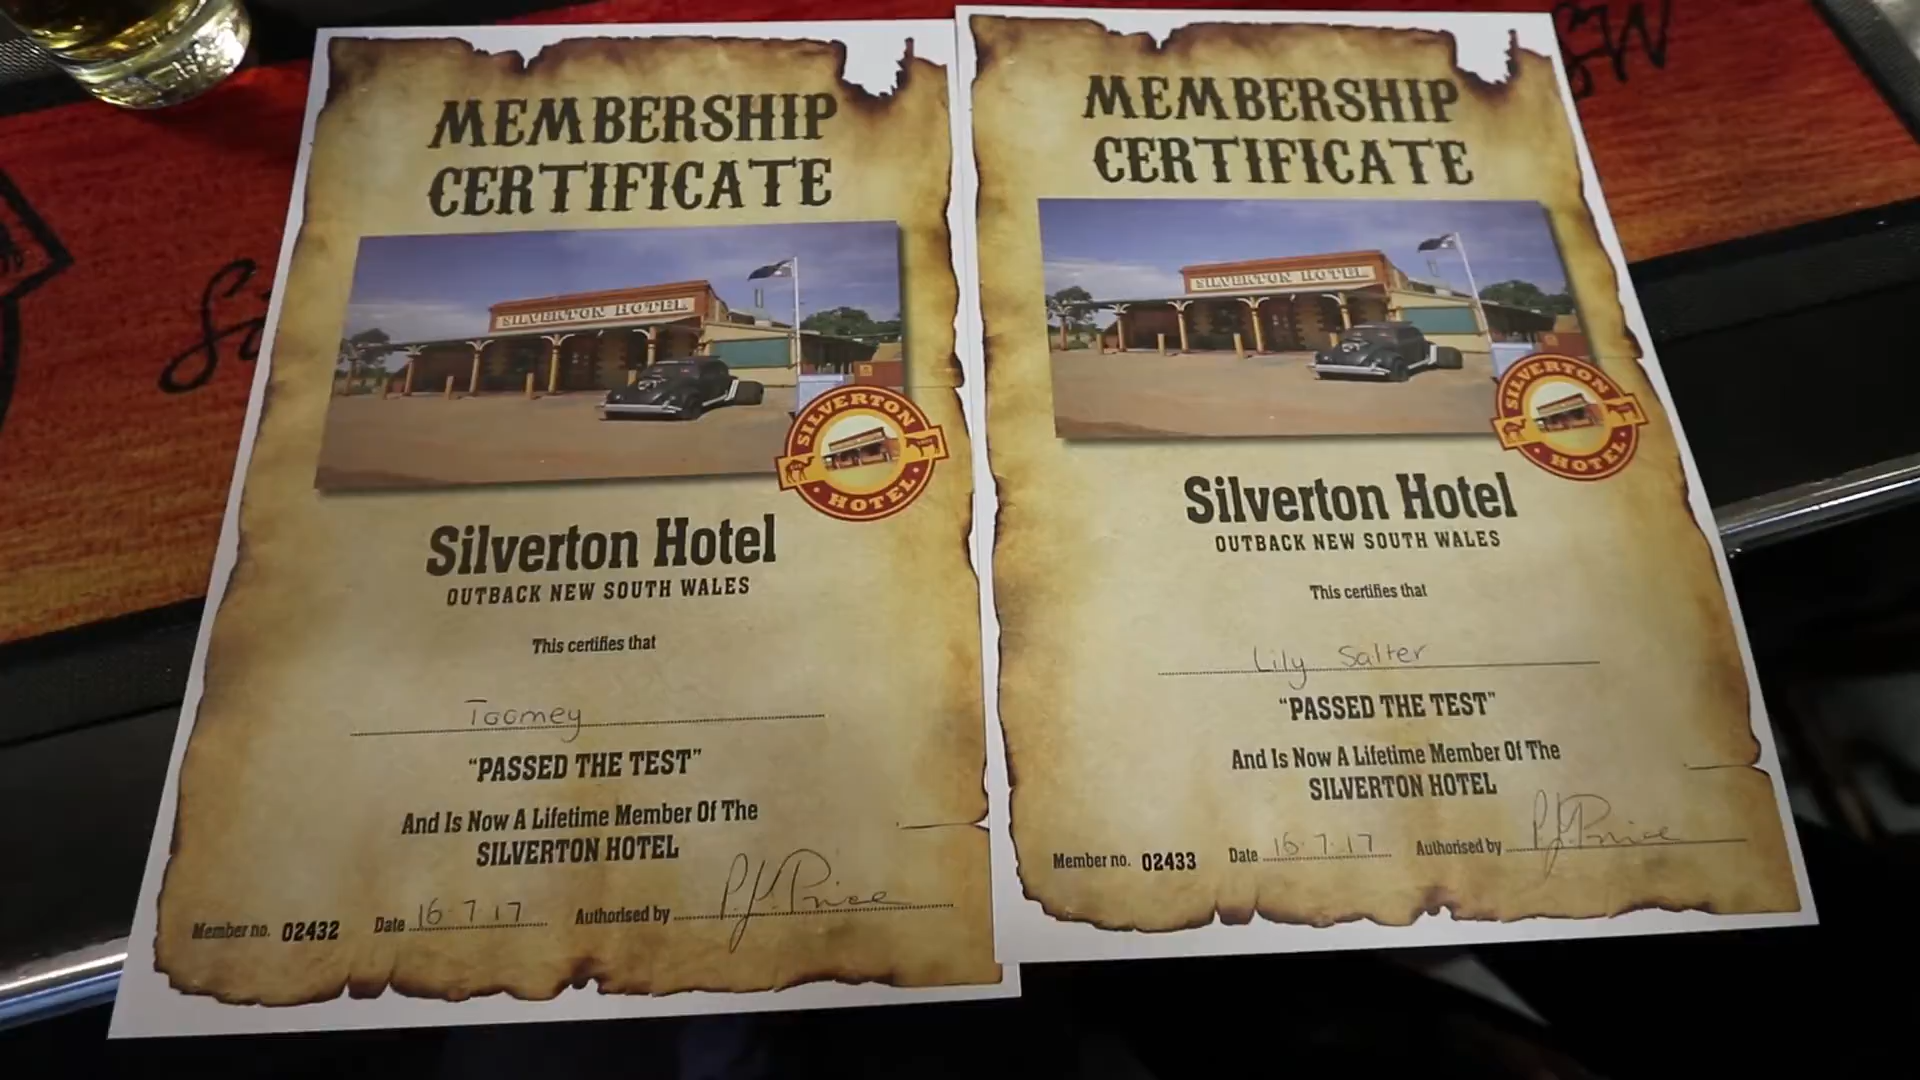 MEMBERSHIP
CERTIFICATE
SILVERTON HOTEL
SILVERTON
HOTEL
Silverton Hotel
OUTBACK NEW SOUTH WALES
This certifies that
Toomey
"PASSED THE TEST"
And Is Now A Lifetime Member Of The
SILVERTON HOTEL
Member no. 02432 Date 16.7.17 Authorised by P.J. Price
MEMBERSHIP
CERTIFICATE
SILVERTON HOTEL
SILVERTON
HOTEL
Silverton Hotel
OUTBACK NEW SOUTH WALES
This certifies that
Lily Salter
"PASSED THE TEST"
And Is Now A Lifetime Member Of The
SILVERTON HOTEL
Member no. 02433 Date 16.7.17 Authorised by P.J. Price